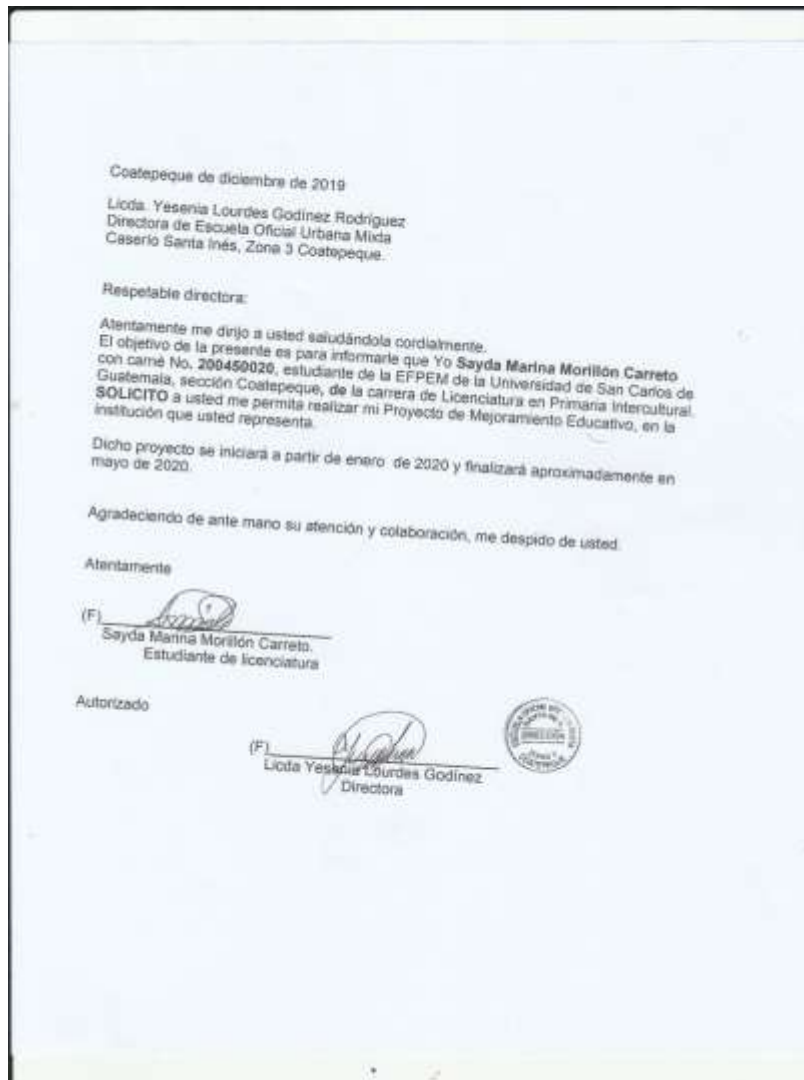 Coatepeque de diciembre de 2019
Licda. Yesenia Lourdes Godínez Rodríguez
Directora de Escuela Oficial Urbana Mixta
Caserío Santa Inés, Zona 3 Coatepeque.
Respetable directora:
Atentamente me dirijo a usted saludándola cordialmente.
El objetivo de la presente es para informarle que Yo Sayda Marina Morillón Carreto
con carné No. 200450020, estudiante de la EFPEM de la Universidad de San Carlos de
Guatemala, sección Coatepeque, de la carrera de Licenciatura en Primaria Intercultural.
SOLICITO a usted me permita realizar mi Proyecto de Mejoramiento Educativo, en la
institución que usted representa.
Dicho proyecto se iniciará a partir de enero de 2020 y finalizará aproximadamente en
mayo de 2020.
Agradeciendo de ante mano su atención y colaboración, me despido de usted.
Atentamente
(F)
Sayda Marina Morillón Carreto.
Estudiante de licenciatura
Autorizado
(F)
Licda Yesenia Lourdes Godínez
Directora
DIRECCION
COATEPEQUE